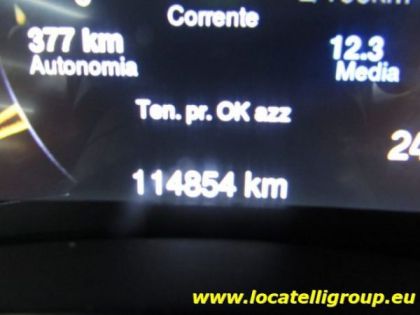 Corrente
377 km
Autonomia
12.3
Media
Ten. pr. OK azz
114854 km
www.locatelligroup.eu